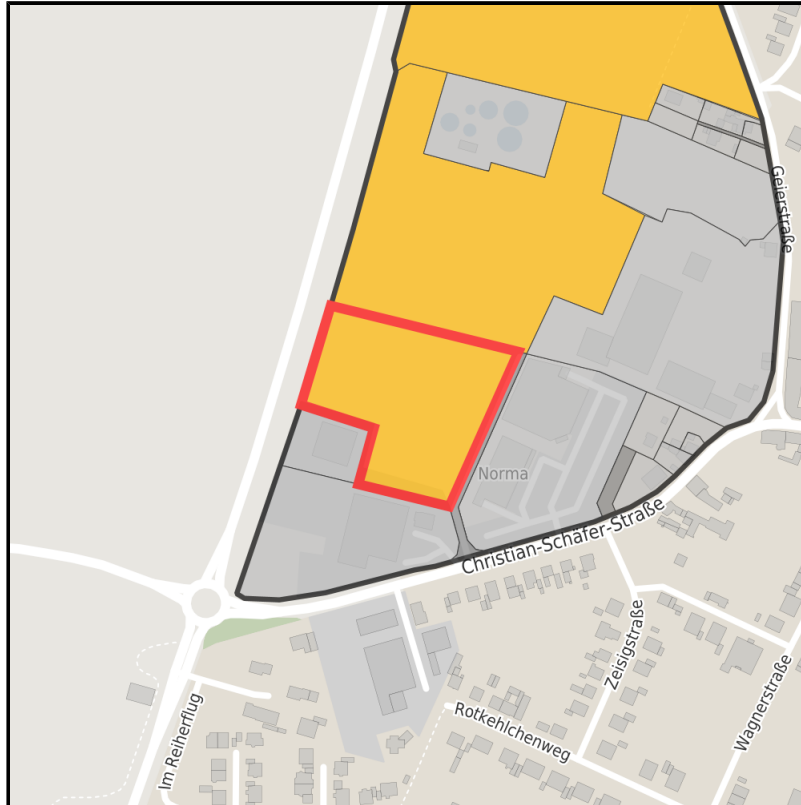 Geierstraße
Norma
Christian-Schäfer-Straße
Zeisigstraße
Wagnerstraße
Im Reiherflug
Rotkehlchenweg